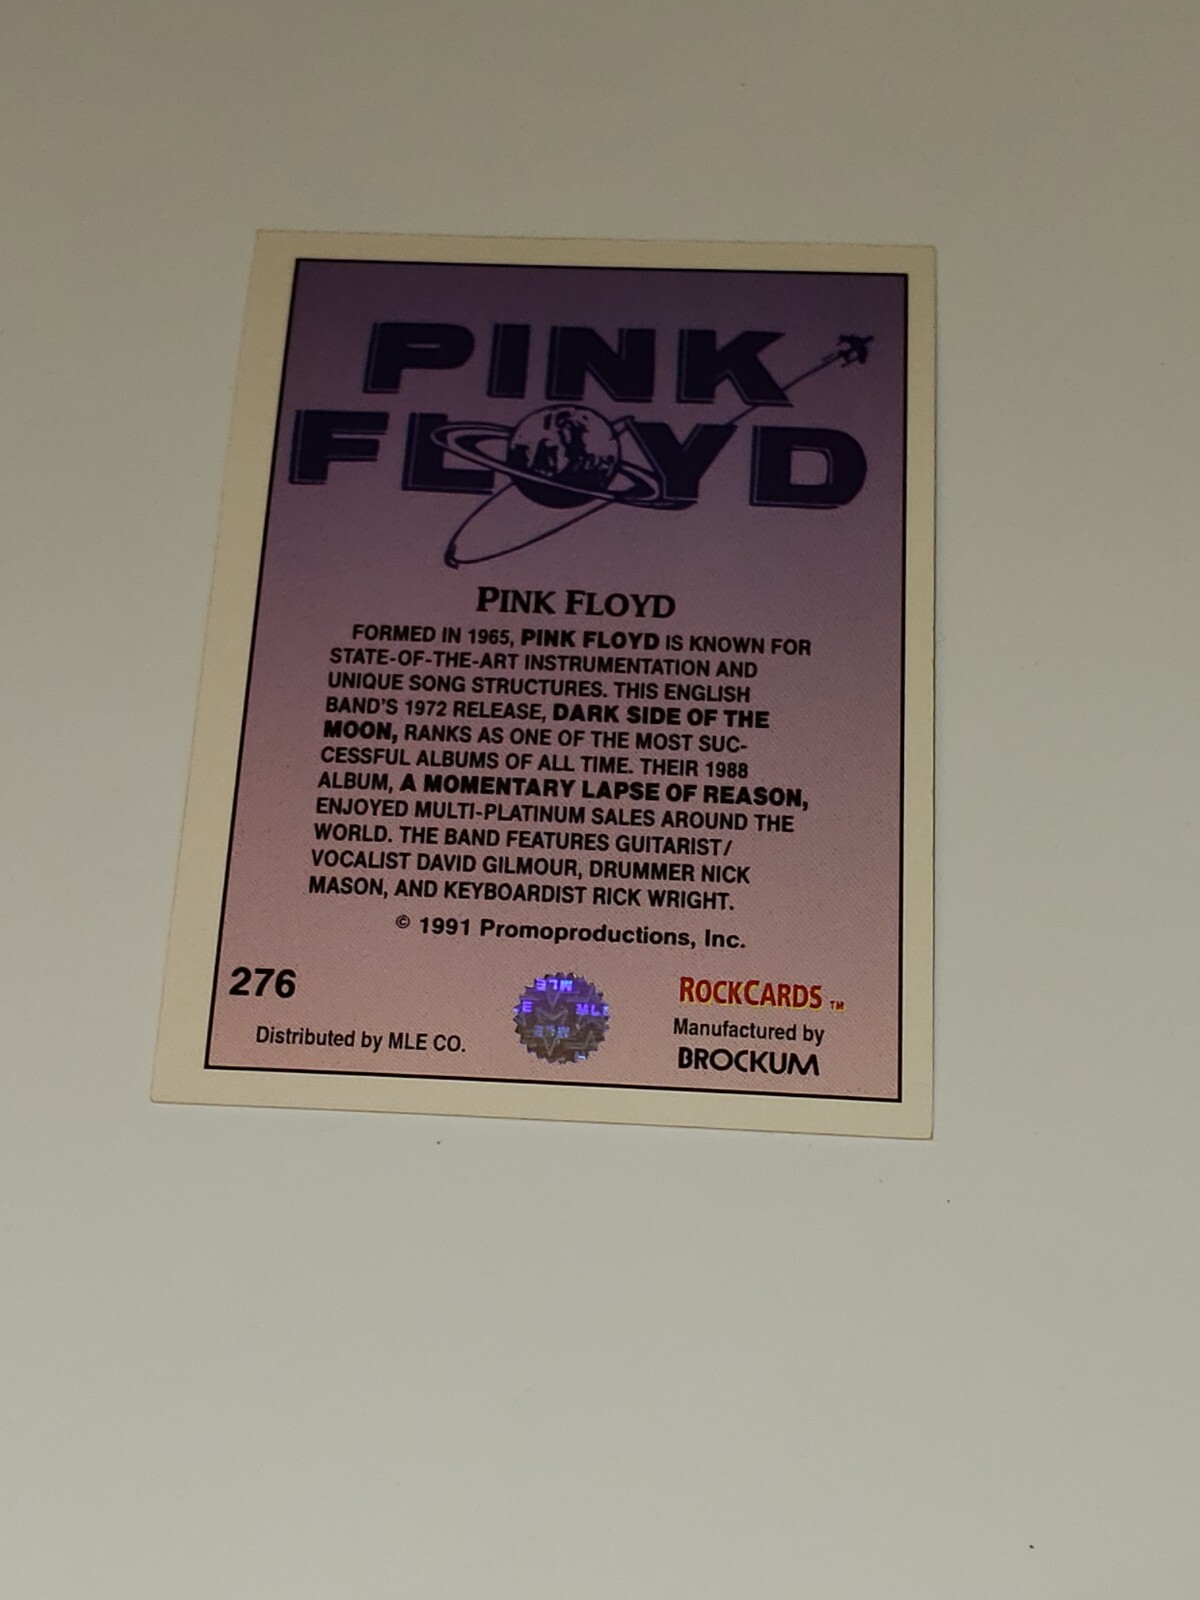 PINK
FLOYD
PINK FLOYD
FORMED IN 1965, PINK FLOYD IS KNOWN FOR
STATE-OF-THE-ART INSTRUMENTATION AND
UNIQUE SONG STRUCTURES. THIS ENGLISH
BAND'S 1972 RELEASE, DARK SIDE OF THE
MOON, RANKS AS ONE OF THE MOST SUC-
CESSFUL ALBUMS OF ALL TIME. THEIR 1988
ALBUM, A MOMENTARY LAPSE OF REASON,
ENJOYED MULTI-PLATINUM SALES AROUND THE
WORLD. THE BAND FEATURES GUITARIST/
VOCALIST DAVID GILMOUR, DRUMMER NICK
MASON, AND KEYBOARDIST RICK WRIGHT.
© 1991 Promoproductions, Inc.
276
Distributed by MLE CO.
MLE
E MLE
MLE
ROCKCARDS TM
Manufactured by
BROCKUM